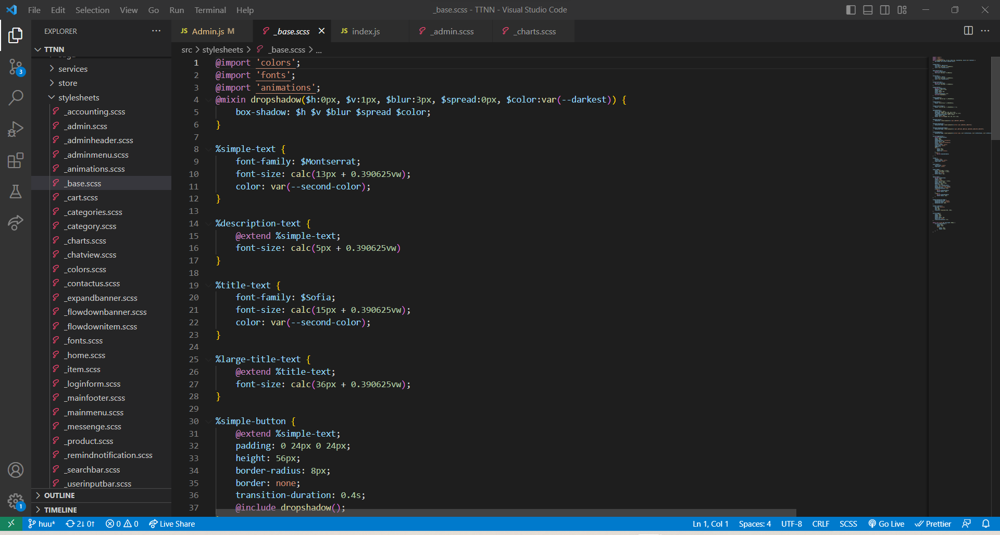 File Edit Selection View Go Run Terminal Help
_base.scss - TTNN - Visual Studio Code
EXPLORER
JS Admin.js M
_base.scss
JS index.js
_admin.scss
_charts.scss
TTNN
src > stylesheets > _base.scss > ...
services
store
stylesheets
_accounting.scss
_admin.scss
_adminheader.scss
_adminmenu.scss
_animations.scss
_base.scss
_cart.scss
_categories.scss
_category.scss
_charts.scss
_chatview.scss
_colors.scss
_contactus.scss
_expandbanner.scss
_flowdownbanner.scss
_flowdownitem.scss
_fonts.scss
_home.scss
_item.scss
_loginform.scss
_mainfooter.scss
_mainmenu.scss
_messenge.scss
_product.scss
_remindnotification.scss
_searchbar.scss
_userinputbar.scss
OUTLINE
TIMELINE
3
1
1 @import 'colors';
2 @import 'fonts';
3 @import 'animations';
4 @mixin dropshadow($h:0px, $v:1px, $blur:3px, $spread:0px, $color:var(--darkest)) {
5 box-shadow: $h $v $blur $spread $color;
6 }
7
8 %simple-text {
9 font-family: $Montserrat;
10 font-size: calc(13px + 0.390625vw);
11 color: var(--second-color);
12 }
13
14 %description-text {
15 @extend %simple-text;
16 font-size: calc(5px + 0.390625vw)
17 }
18
19 %title-text {
20 font-family: $Sofia;
21 font-size: calc(15px + 0.390625vw);
22 color: var(--second-color);
23 }
24
25 %large-title-text {
26 @extend %title-text;
27 font-size: calc(36px + 0.390625vw);
28 }
29
30 %simple-button {
31 @extend %simple-text;
32 padding: 0 24px 0 24px;
33 height: 56px;
34 border-radius: 8px;
35 border: none;
36 transition-duration: 0.4s;
37 @include dropshadow();
huu* 2↓ 0↑ 0 0 Live Share
Ln 1, Col 1 Spaces: 4 UTF-8 CRLF SCSS Go Live Prettier